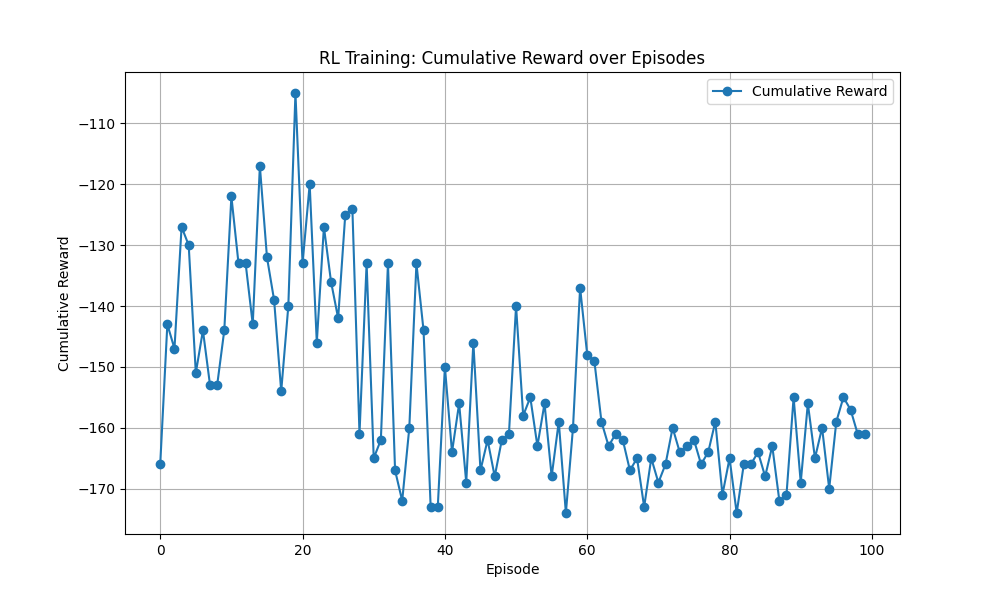 RL Training: Cumulative Reward over Episodes
Cumulative Reward
−110
−120
−130
−140
−150
−160
−170
Cumulative Reward
0 20 40 60 80 100
Episode